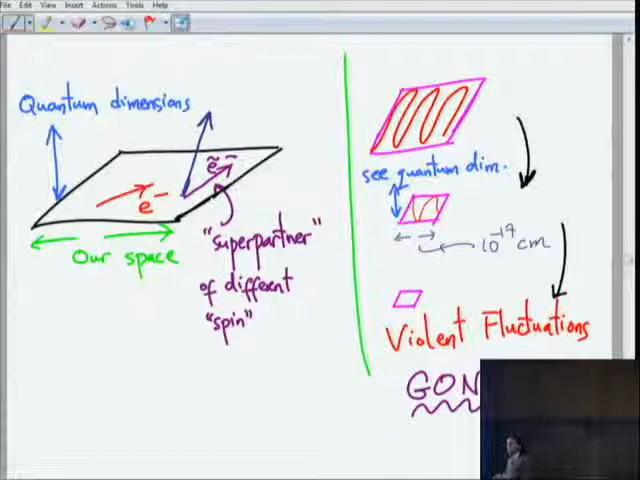 File Edit View Insert Actions Tools Help
Quantum dimensions
e-
ẽ-
Our space
"superpartner"
of different
"spin"
see quantum dim.
10-17 cm
Violent Fluctuations
GON